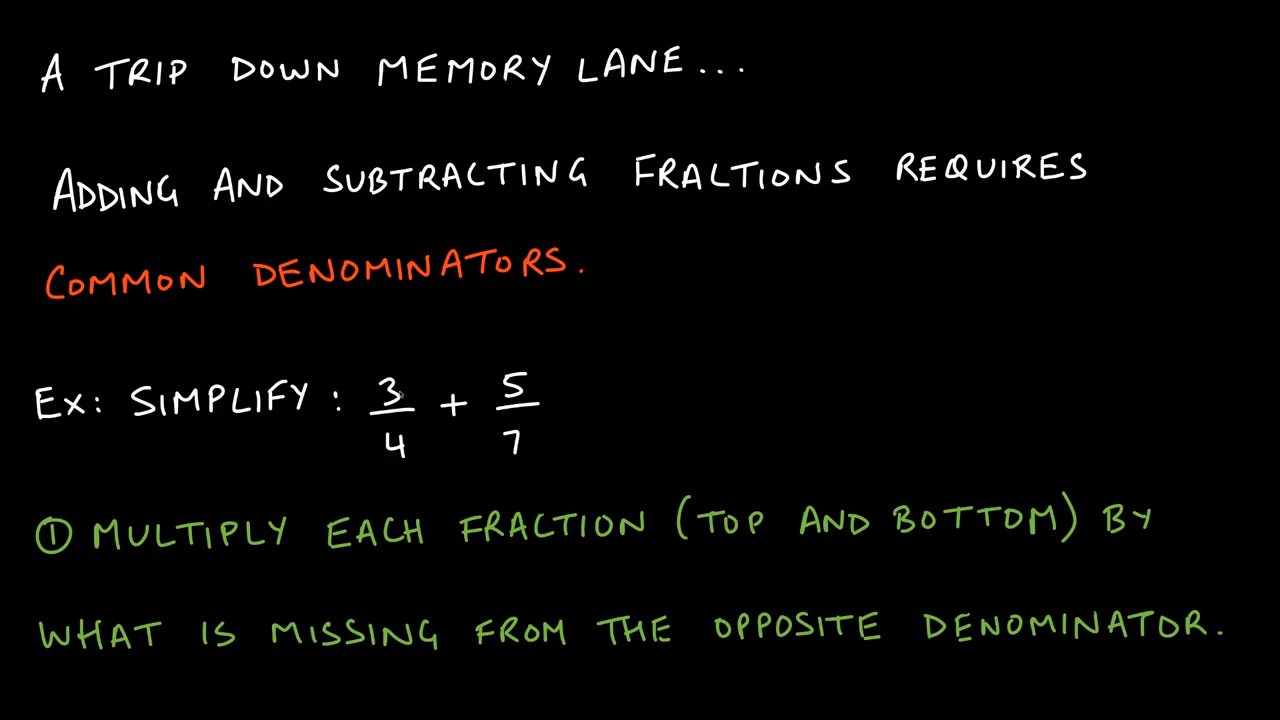 A TRIP DOWN MEMORY LANE...
ADDING AND SUBTRACTING FRACTIONS REQUIRES
COMMON DENOMINATORS.
EX: SIMPLIFY: 3/4 + 5/7
① MULTIPLY EACH FRACTION (TOP AND BOTTOM) BY
WHAT IS MISSING FROM THE OPPOSITE DENOMINATOR.